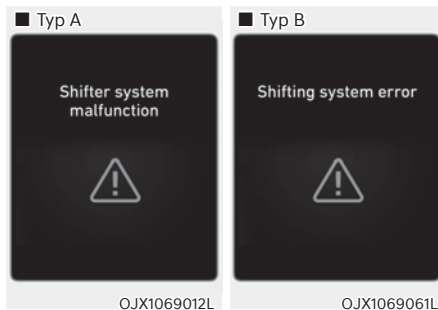 ■ Typ A
Shifter system
malfunction
OJX1069012L
■ Typ B
Shifting system error
OJX1069061L